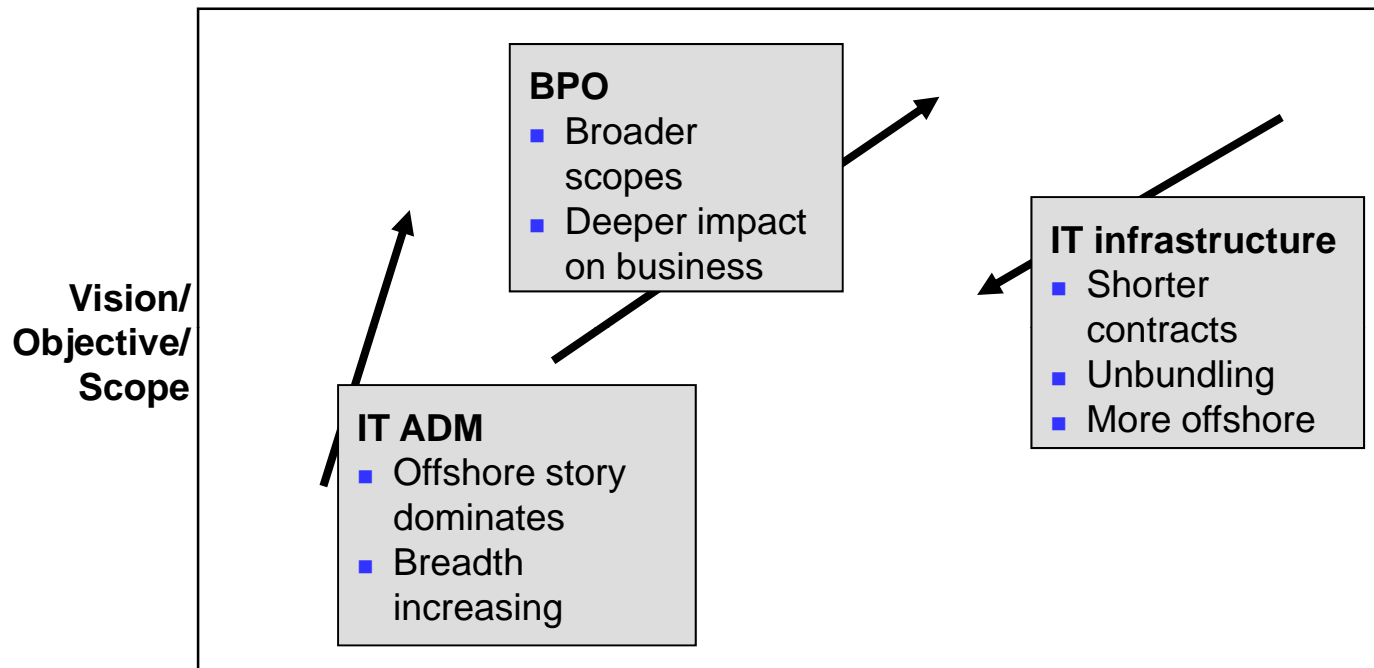 Vision/
Objective/
Scope
BPO
▪ Broader
scopes
▪ Deeper impact
on business
IT ADM
▪ Offshore story
dominates
▪ Breadth
increasing
IT infrastructure
▪ Shorter
contracts
▪ Unbundling
▪ More offshore